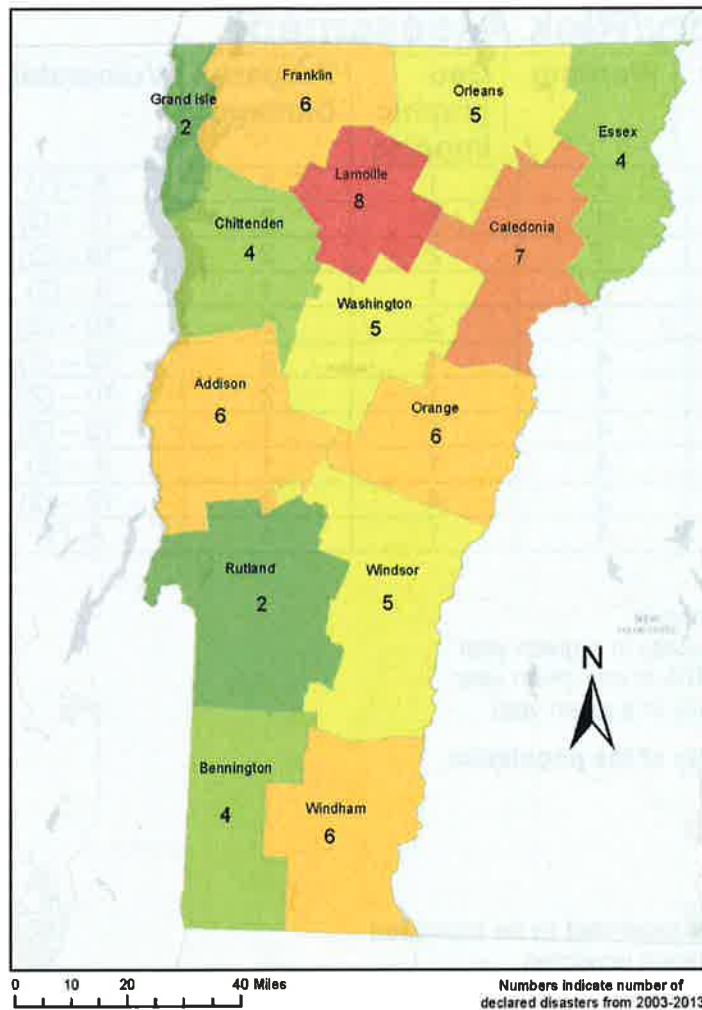 Franklin
6
Orleans
5
Grand Isle
2
Essex
4
Lamoille
8
Chittenden
4
Caledonia
7
Washington
5
Addison
6
Orange
6
Rutland
2
Windsor
5
N
Bennington
4
Windham
6
0 10 20 40 Miles
Numbers indicate number of
declared disasters from 2003-2013